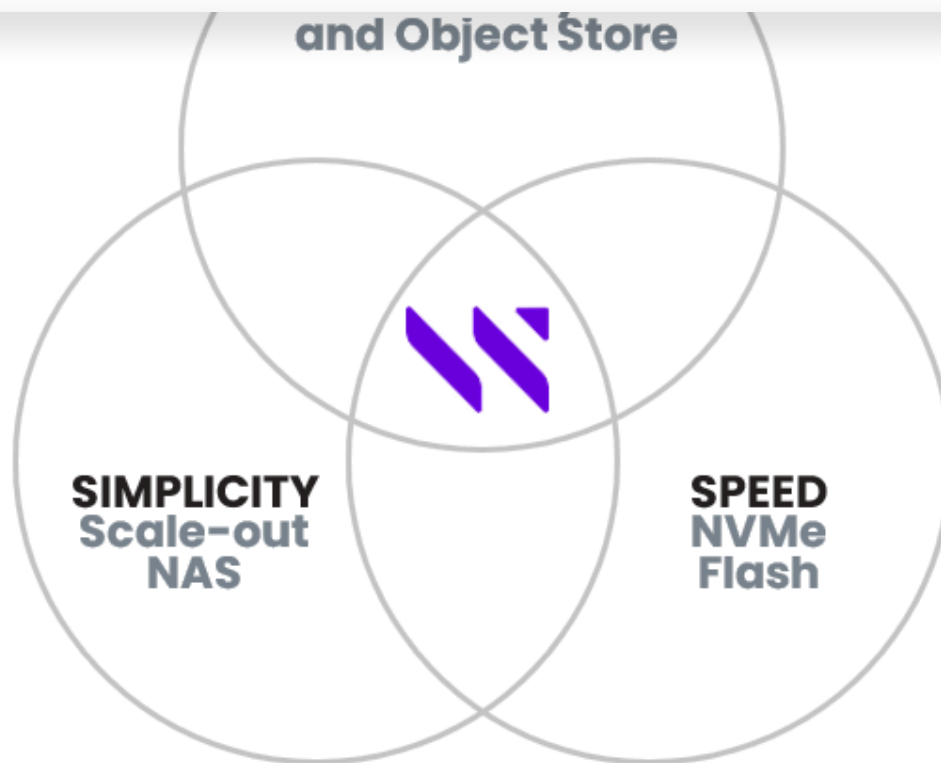 and Object Store
SIMPLICITY
Scale-out
NAS
SPEED
NVMe
Flash